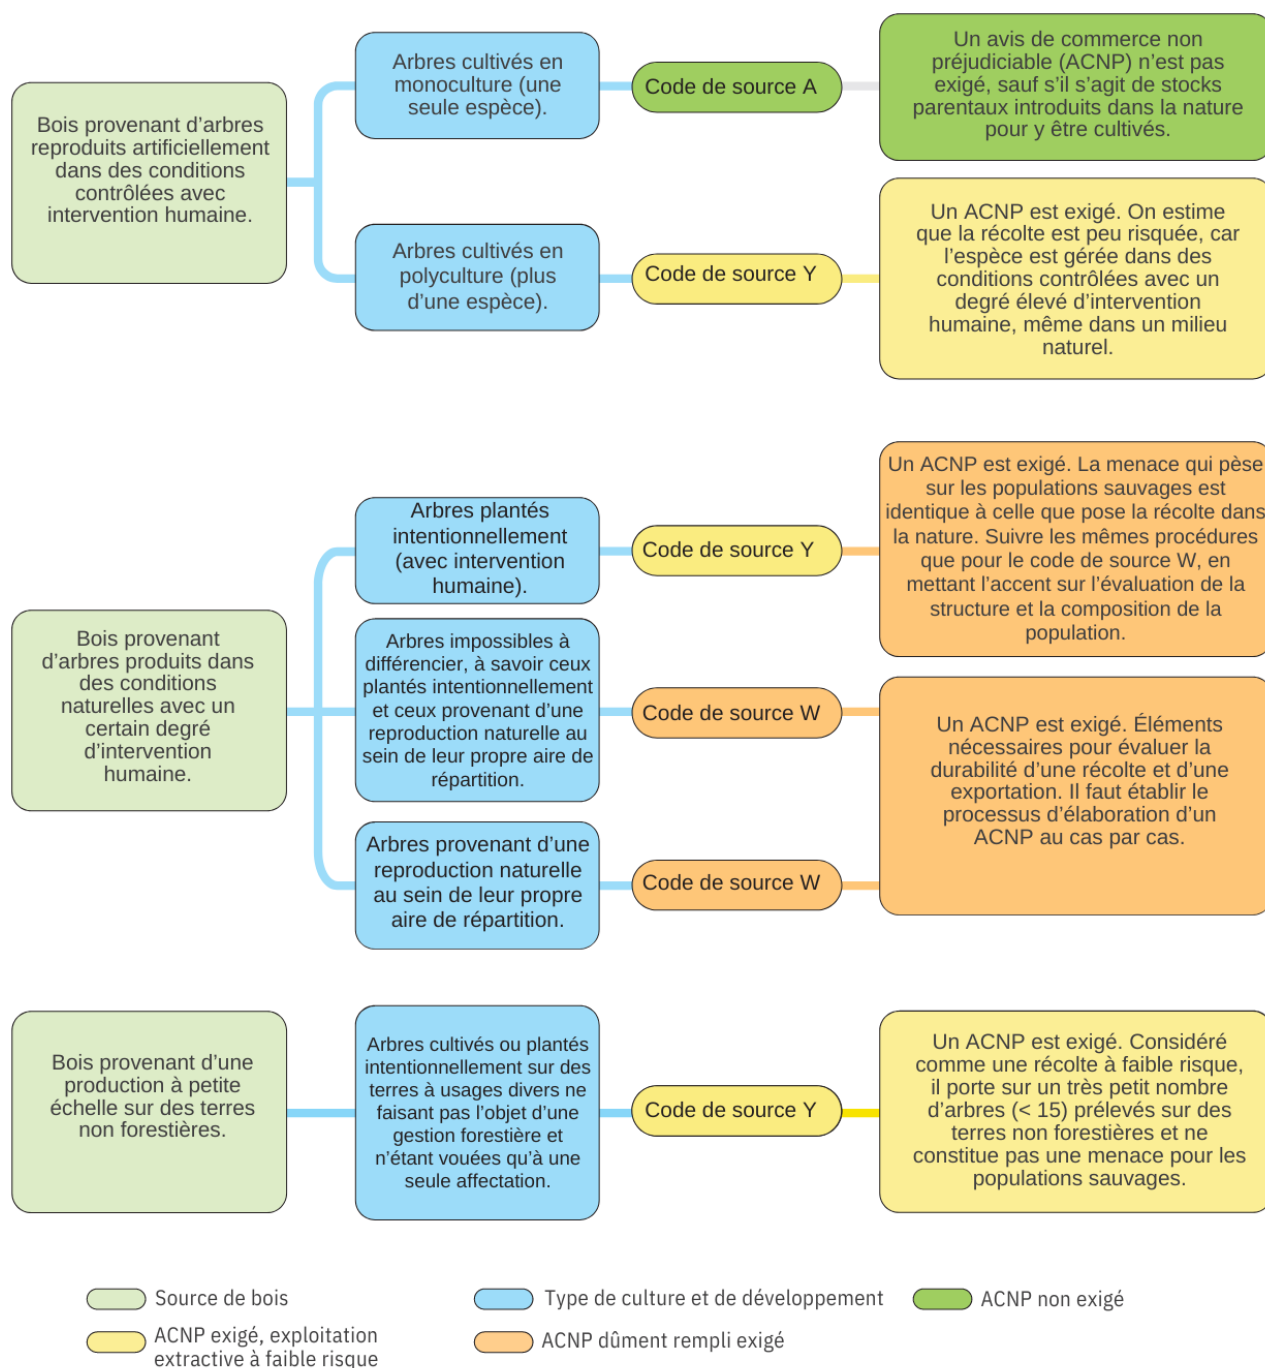 Bois provenant d'arbres
reproduits artificiellement
dans des conditions
contrôlées avec
intervention humaine.
Arbres cultivés en
monoculture (une
seule espèce).
Code de source A
Un avis de commerce non
préjudiciable (ACNP) n'est pas
exigé, sauf s'il s'agit de stocks
parentaux introduits dans la nature
pour y être cultivés.
Arbres cultivés en
polyculture (plus
d'une espèce).
Code de source Y
Un ACNP est exigé. On estime
que la récolte est peu risquée, car
l'espèce est gérée dans des
conditions contrôlées avec un
degré élevé d'intervention
humaine, même dans un milieu
naturel.
Bois provenant
d'arbres produits dans
des conditions
naturelles avec un
certain degré
d'intervention
humaine.
Arbres plantés
intentionnellement
(avec intervention
humaine).
Code de source Y
Un ACNP est exigé. La menace qui pèse
sur les populations sauvages est
identique à celle que pose la récolte dans
la nature. Suivre les mêmes procédures
que pour le code de source W, en
mettant l'accent sur l'évaluation de la
structure et la composition de la
population.
Arbres impossibles à
différencier, à savoir ceux
plantés intentionnellement
et ceux provenant d'une
reproduction naturelle au
sein de leur propre aire de
répartition.
Code de source W
Un ACNP est exigé. Éléments
nécessaires pour évaluer la
durabilité d'une récolte et d'une
exportation. Il faut établir le
processus d'élaboration d'un
ACNP au cas par cas.
Arbres provenant d'une
reproduction naturelle
au sein de leur propre
aire de répartition.
Code de source W
Bois provenant d'une
production à petite
échelle sur des terres
non forestières.
Arbres cultivés ou plantés
intentionnellement sur des
terres à usages divers ne
faisant pas l'objet d'une
gestion forestière et
n'étant vouées qu'à une
seule affectation.
Code de source Y
Un ACNP est exigé. Considéré
comme une récolte à faible risque,
il porte sur un très petit nombre
d'arbres (< 15) prélevés sur des
terres non forestières et ne
constitue pas une menace pour les
populations sauvages.
Source de bois
Type de culture et de développement
ACNP non exigé
ACNP exigé, exploitation
extractive à faible risque
ACNP dûment rempli exigé